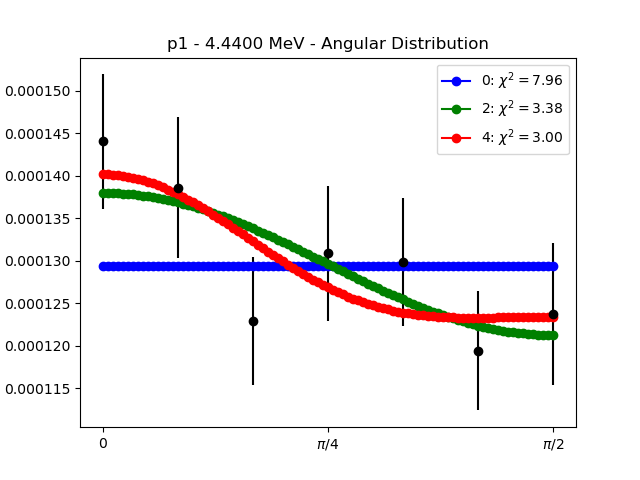 p1 - 4.4400 MeV - Angular Distribution
0: χ² = 7.96
2: χ² = 3.38
4: χ² = 3.00
0.000150
0.000145
0.000140
0.000135
0.000130
0.000125
0.000120
0.000115
0 π/4 π/2